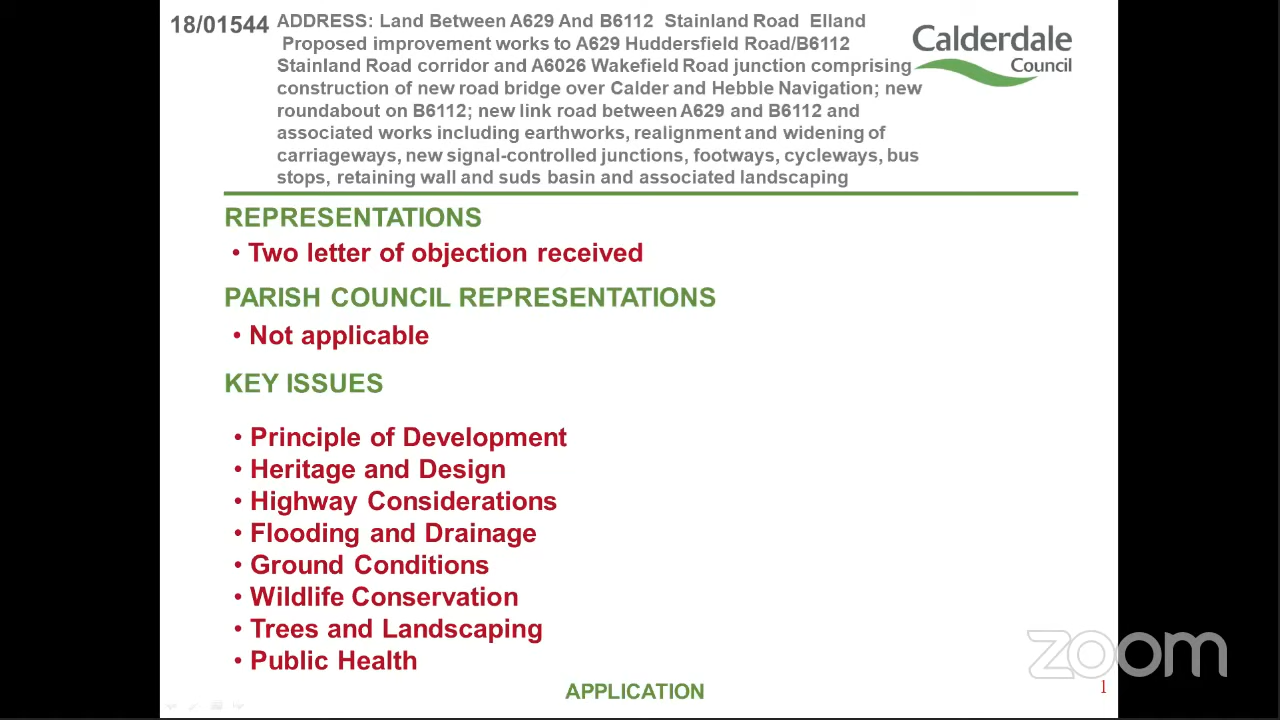 18/01544
ADDRESS: Land Between A629 And B6112 Stainland Road Elland
Proposed improvement works to A629 Huddersfield Road/B6112
Stainland Road corridor and A6026 Wakefield Road junction comprising
construction of new road bridge over Calder and Hebble Navigation; new
roundabout on B6112; new link road between A629 and B6112 and
associated works including earthworks, realignment and widening of
carriageways, new signal-controlled junctions, footways, cycleways, bus
stops, retaining wall and suds basin and associated landscaping
Calderdale
Council
REPRESENTATIONS
• Two letter of objection received
PARISH COUNCIL REPRESENTATIONS
• Not applicable
KEY ISSUES
• Principle of Development
• Heritage and Design
• Highway Considerations
• Flooding and Drainage
• Ground Conditions
• Wildlife Conservation
• Trees and Landscaping
• Public Health
zoom
APPLICATION
1